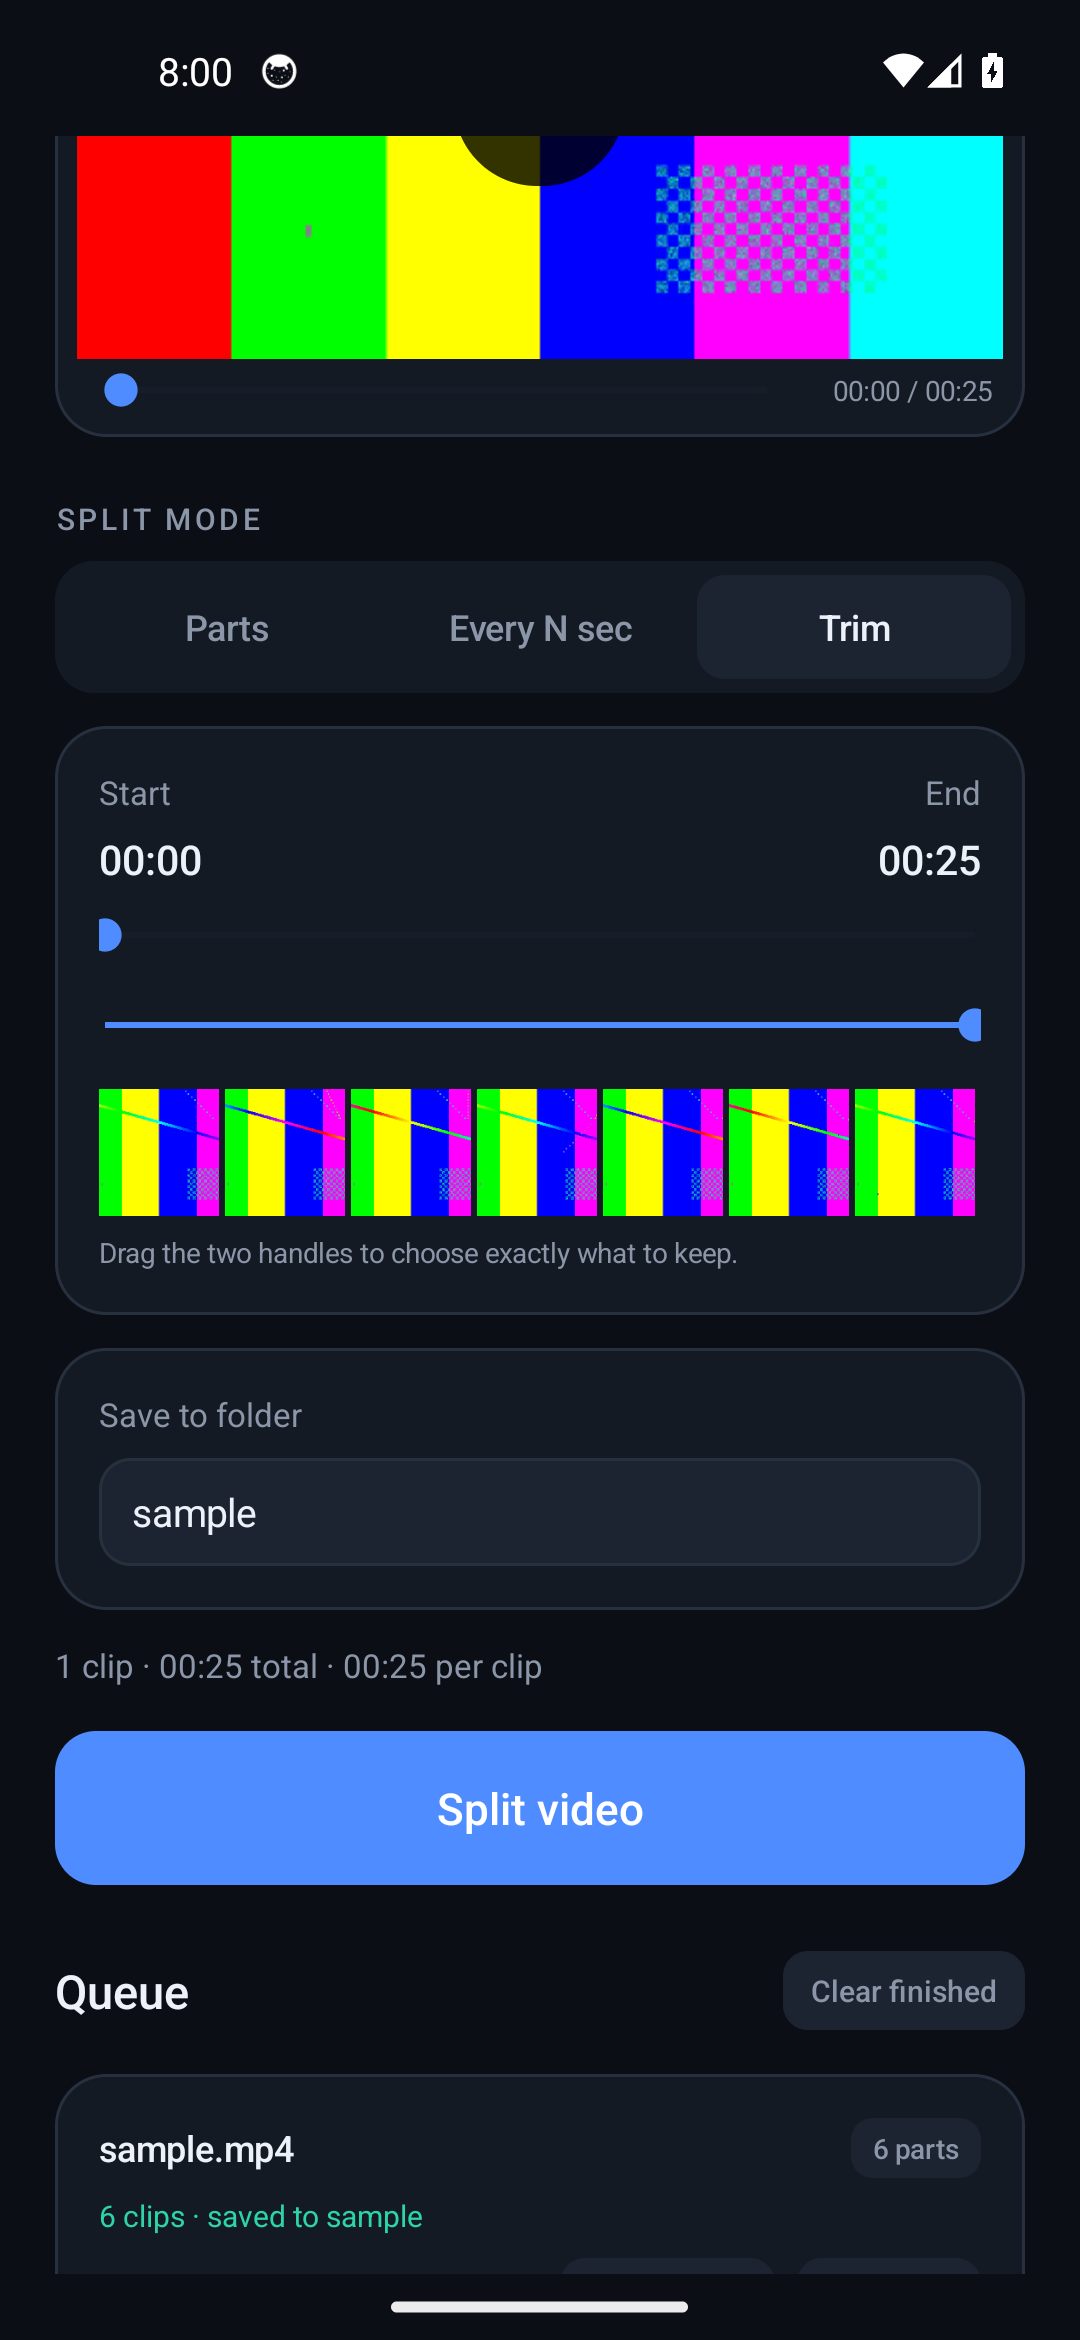 8:00
00:00 / 00:25
SPLIT MODE
Parts
Every N sec
Trim
Start
End
00:00
00:25
Drag the two handles to choose exactly what to keep.
Save to folder
sample
1 clip · 00:25 total · 00:25 per clip
Split video
Queue
Clear finished
sample.mp4
6 parts
6 clips · saved to sample